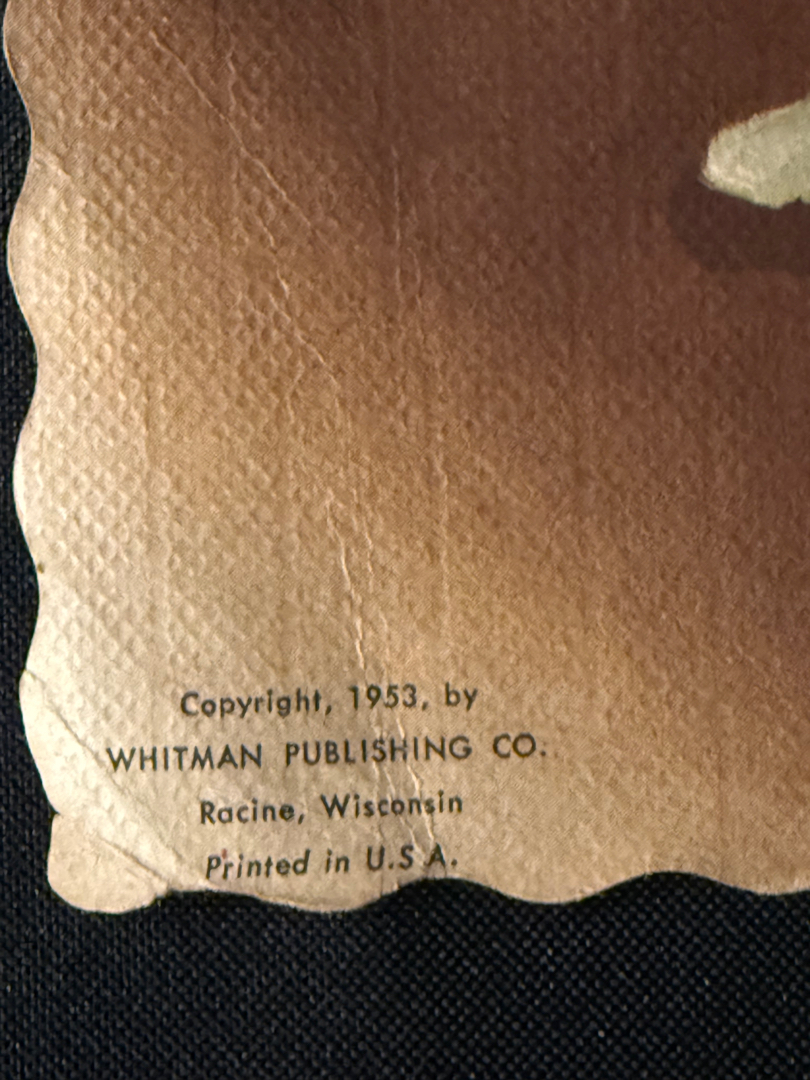 Copyright, 1953, by
WHITMAN PUBLISHING CO.
Racine, Wisconsin
Printed in U.S.A.